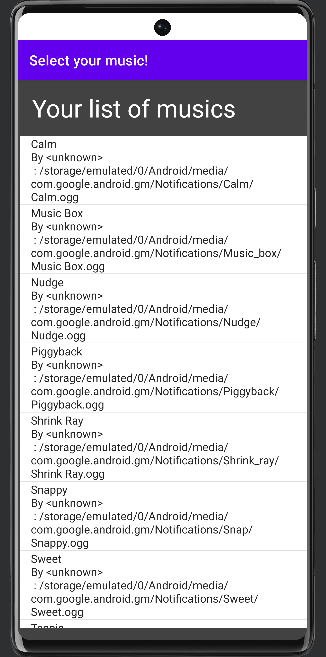 Select your music!
Your list of musics
Calm
By <unknown>
: /storage/emulated/0/Android/media/
com.google.android.gm/Notifications/Calm/
Calm.ogg
Music Box
By <unknown>
: /storage/emulated/0/Android/media/
com.google.android.gm/Notifications/Music_box/
Music Box.ogg
Nudge
By <unknown>
: /storage/emulated/0/Android/media/
com.google.android.gm/Notifications/Nudge/
Nudge.ogg
Piggyback
By <unknown>
: /storage/emulated/0/Android/media/
com.google.android.gm/Notifications/Piggyback/
Piggyback.ogg
Shrink Ray
By <unknown>
: /storage/emulated/0/Android/media/
com.google.android.gm/Notifications/Shrink_ray/
Shrink Ray.ogg
Snappy
By <unknown>
: /storage/emulated/0/Android/media/
com.google.android.gm/Notifications/Snap/
Snappy.ogg
Sweet
By <unknown>
: /storage/emulated/0/Android/media/
com.google.android.gm/Notifications/Sweet/
Sweet.ogg